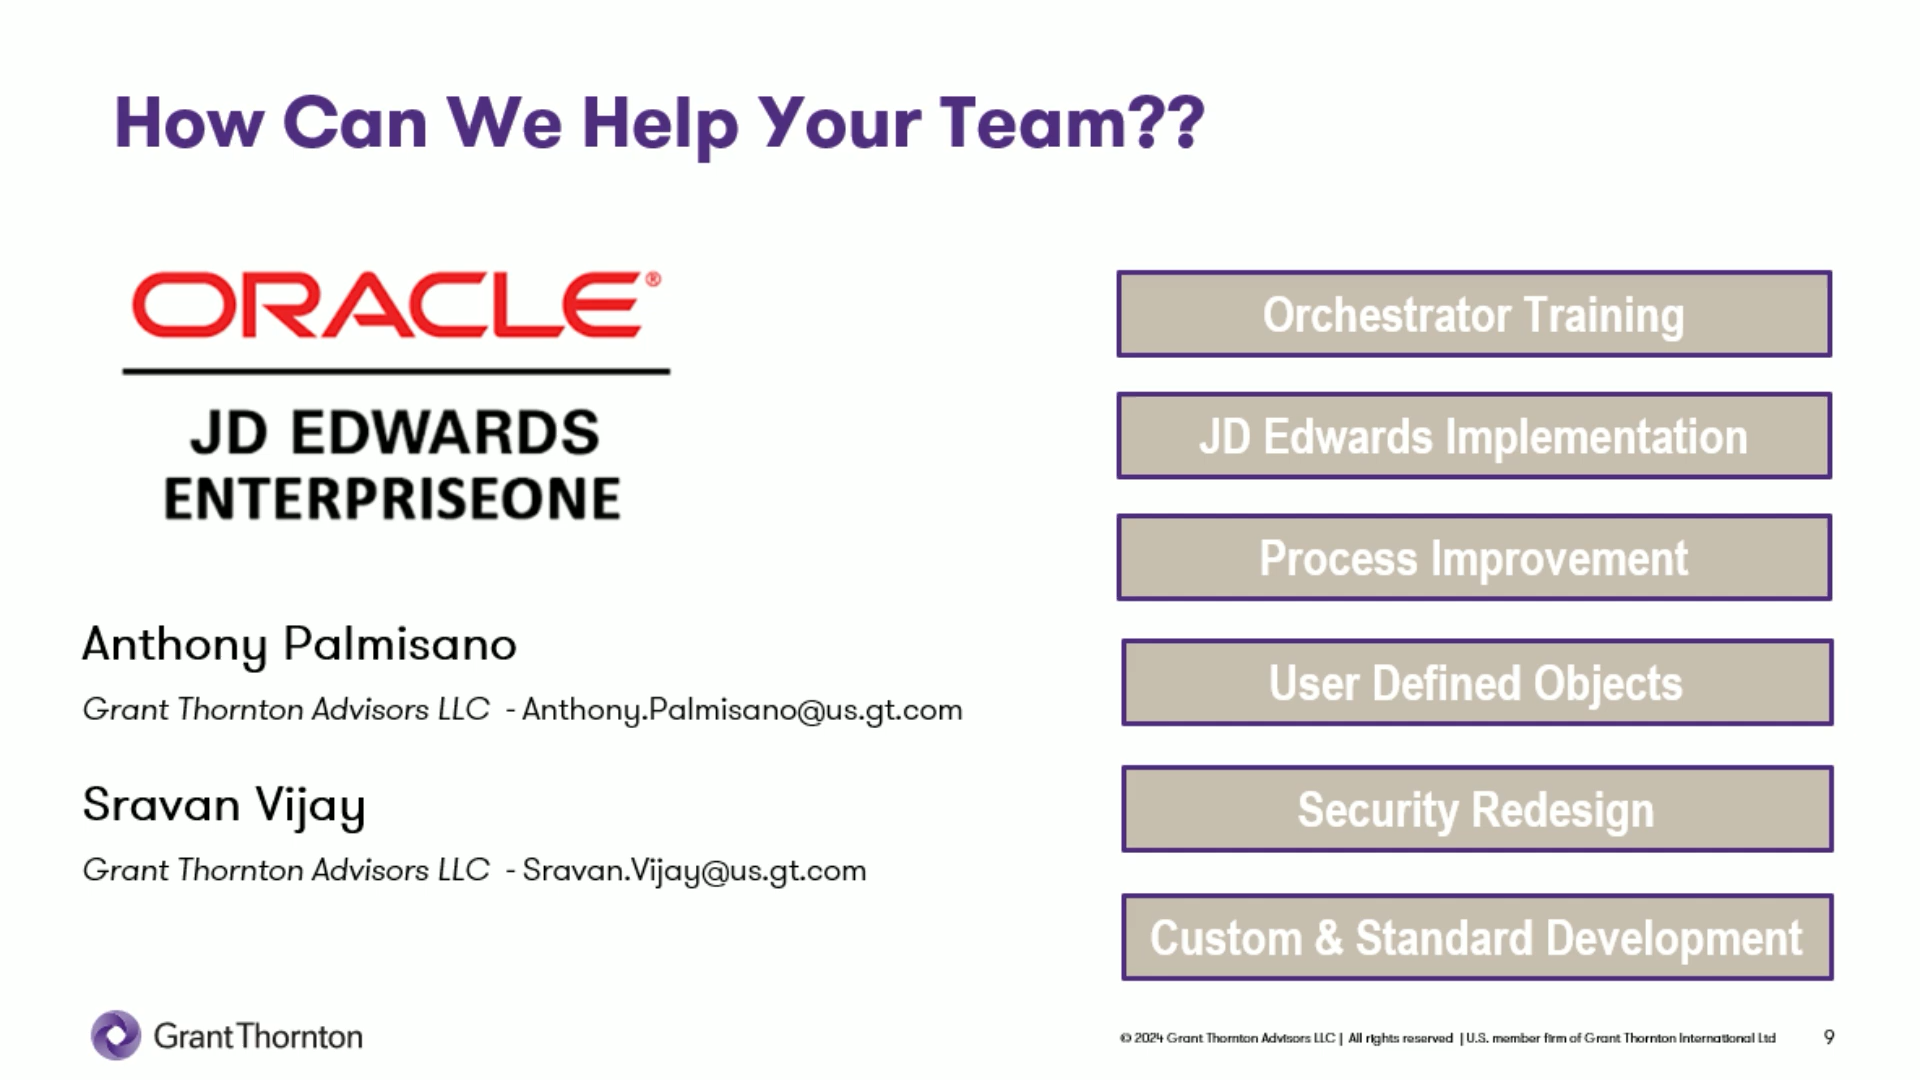 How Can We Help Your Team??
ORACLE®
JD EDWARDS
ENTERPRISEONE
Anthony Palmisano
Grant Thornton Advisors LLC - Anthony.Palmisano@us.gt.com
Sravan Vijay
Grant Thornton Advisors LLC - Sravan.Vijay@us.gt.com
Orchestrator Training
JD Edwards Implementation
Process Improvement
User Defined Objects
Security Redesign
Custom & Standard Development
Grant Thornton
© 2024 Grant Thornton Advisors LLC | All rights reserved | U.S. member firm of Grant Thornton International Ltd
9